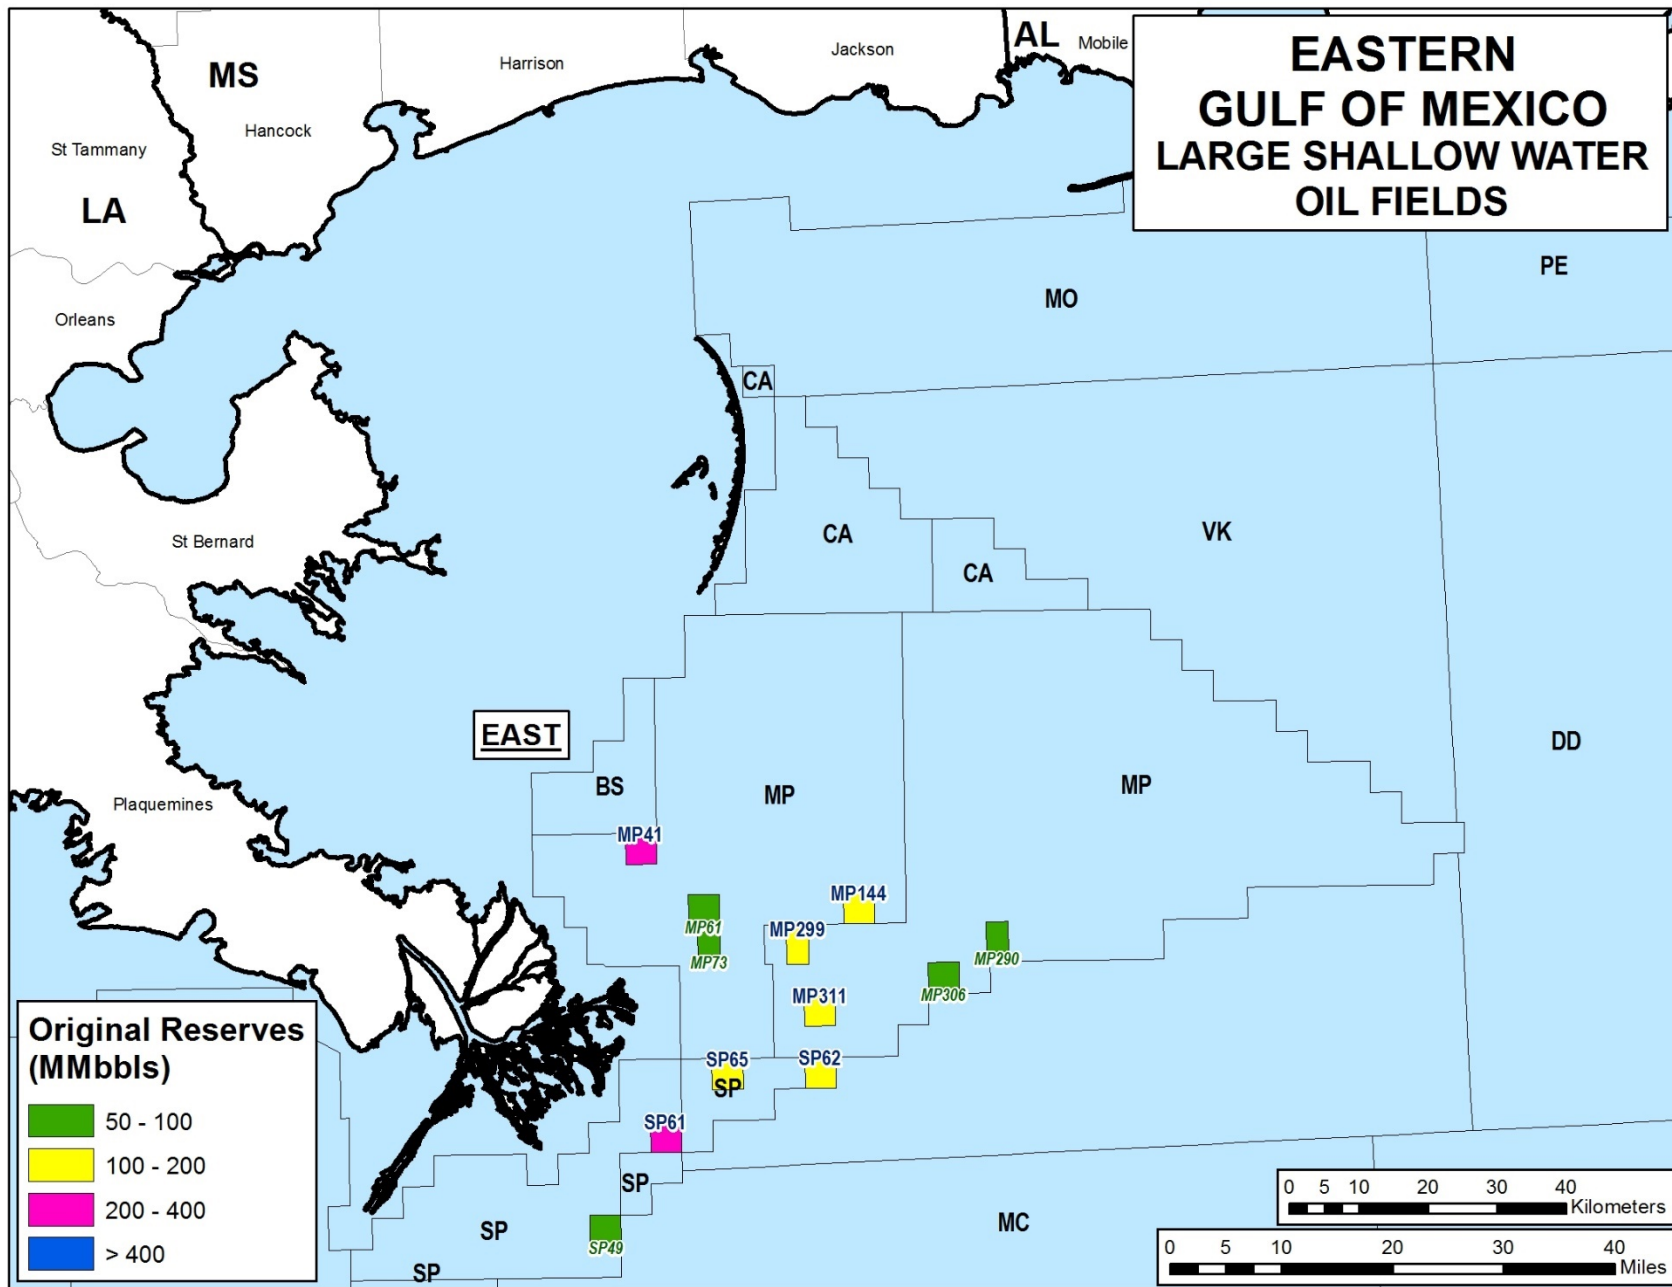 EASTERN
GULF OF MEXICO
LARGE SHALLOW WATER
OIL FIELDS
AL
Mobile
Jackson
Harrison
MS
Hancock
St Tammany
LA
Orleans
PE
MO
CA
St Bernard
CA
CA
VK
EAST
DD
BS
MP
MP
Plaquemines
MP41
MP144
MP61
MP299
MP73
MP290
MP306
MP311
SP65
SP
SP62
SP61
SP
SP
MC
SP49
SP
Original Reserves
(MMbbls)
50 - 100
100 - 200
200 - 400
> 400
0 5 10 20 30 40
Kilometers
0 5 10 20 30 40
Miles